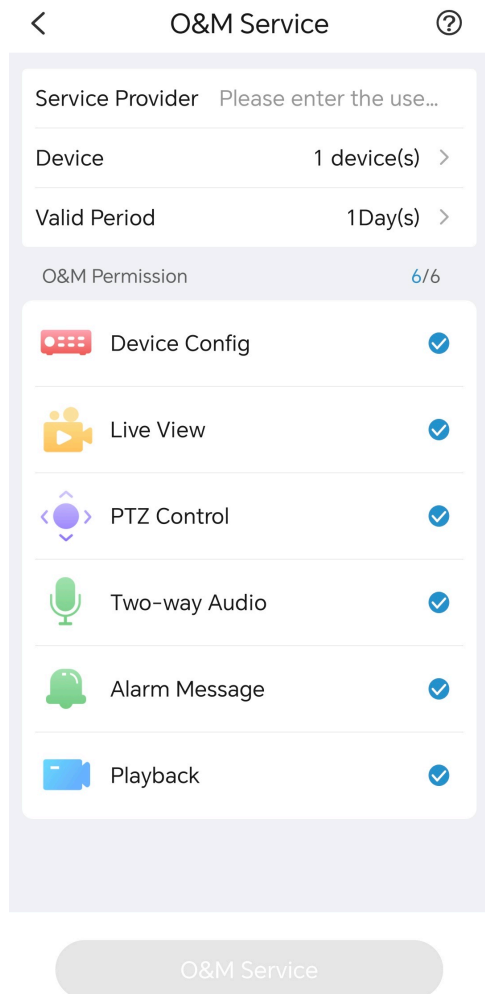 O&M Service
Service Provider Please enter the use...
Device 1 device(s)
Valid Period 1Day(s)
O&M Permission 6/6
Device Config
Live View
PTZ Control
Two-way Audio
Alarm Message
Playback
O&M Service